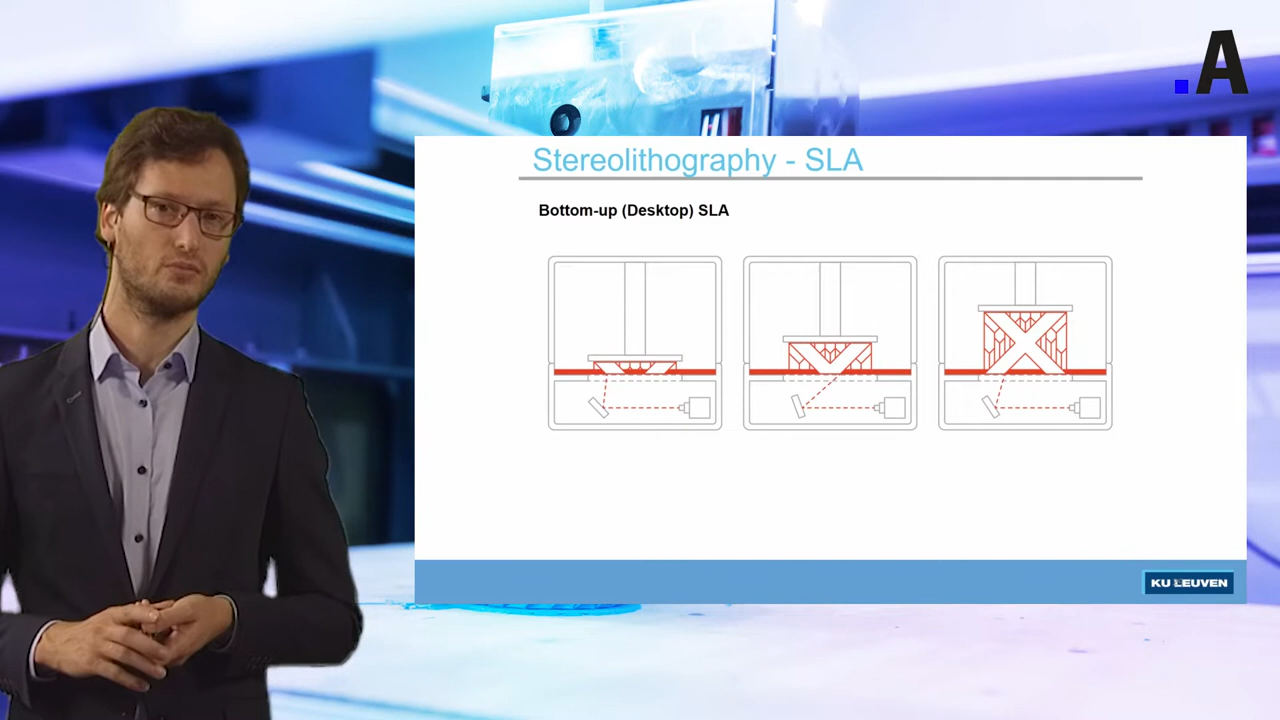 .A
Stereolithography - SLA
Bottom-up (Desktop) SLA
KU LEUVEN